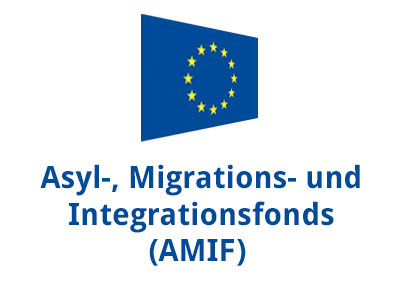 Asyl-, Migrations- und
Integrationsfonds
(AMIF)